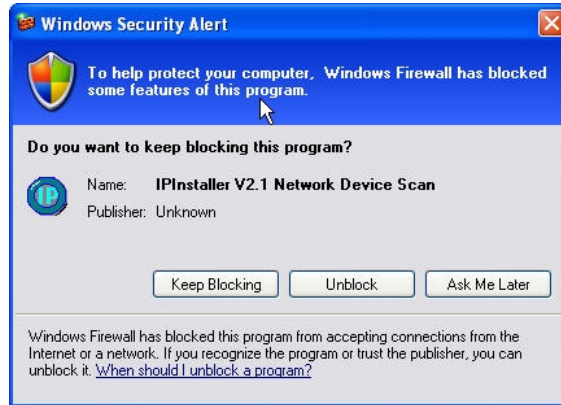 Windows Security Alert
To help protect your computer, Windows Firewall has blocked
some features of this program.
Do you want to keep blocking this program?
IP
Name: IPInstaller V2.1 Network Device Scan
Publisher: Unknown
Keep Blocking Unblock Ask Me Later
Windows Firewall has blocked this program from accepting connections from the
Internet or a network. If you recognize the program or trust the publisher, you can
unblock it. When should I unblock a program?